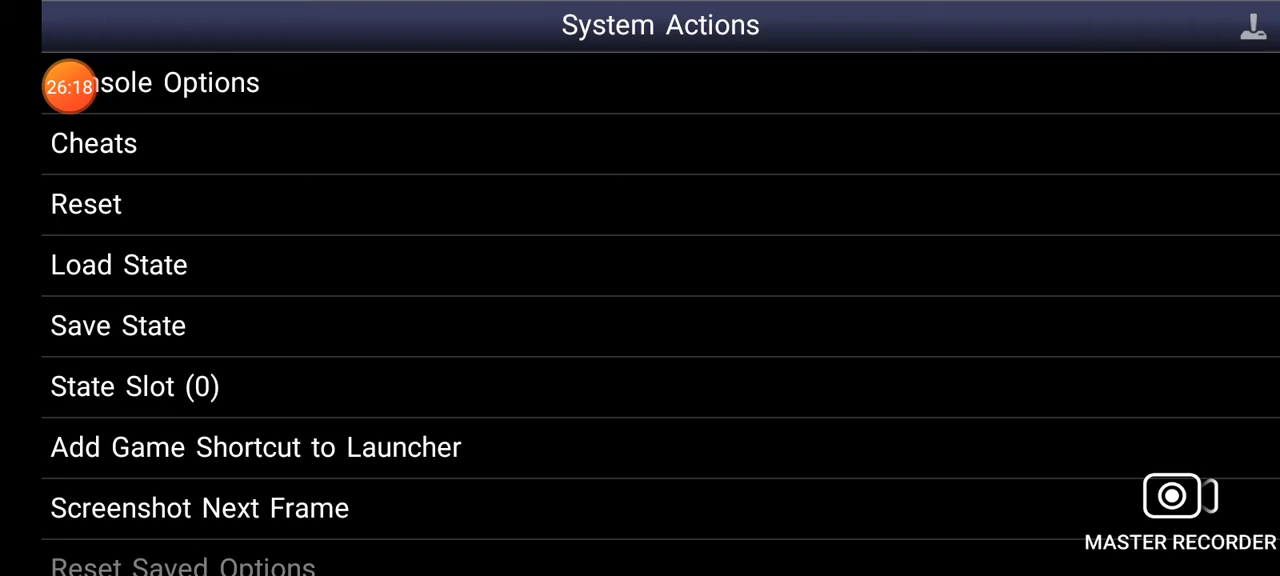 System Actions
26:18
nsole Options
Cheats
Reset
Load State
Save State
State Slot (0)
Add Game Shortcut to Launcher
Screenshot Next Frame
MASTER RECORDER
Reset Saved Options